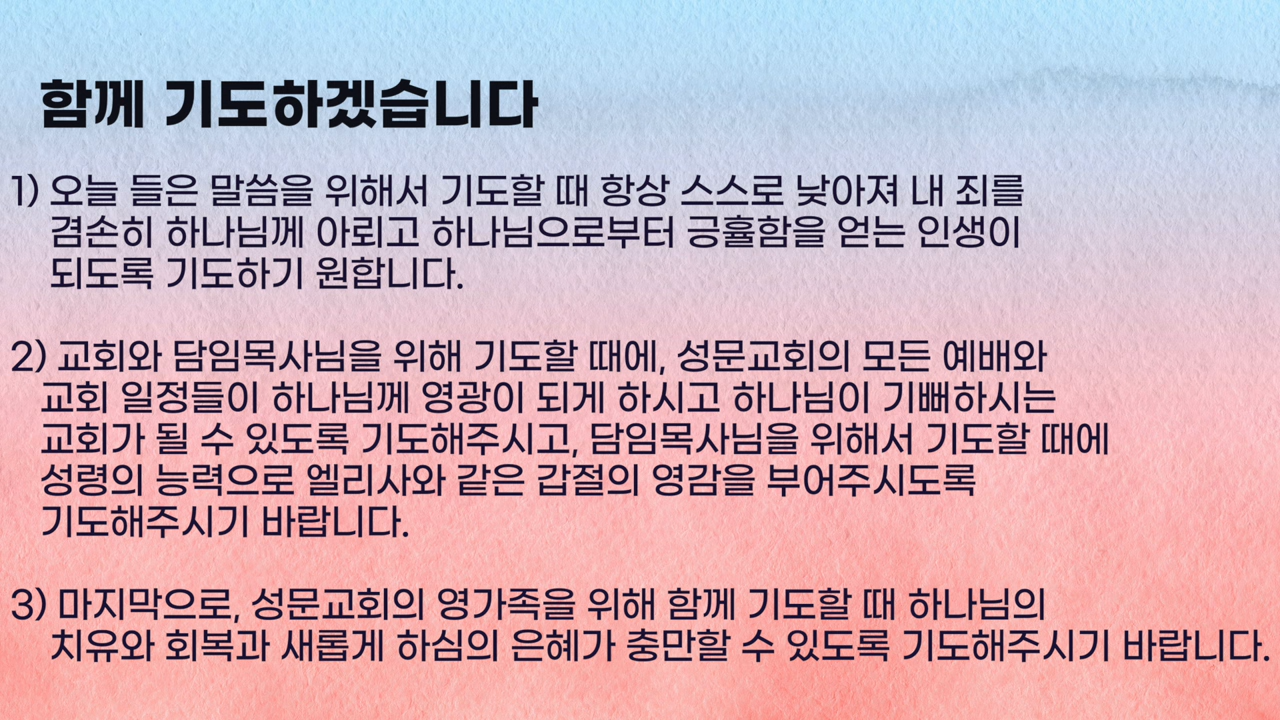 함께 기도하겠습니다
1) 오늘 들은 말씀을 위해서 기도할 때 항상 스스로 낮아져 내 죄를
겸손히 하나님께 아뢰고 하나님으로부터 긍휼함을 얻는 인생이
되도록 기도하기 원합니다.
2) 교회와 담임목사님을 위해 기도할 때에, 성문교회의 모든 예배와
교회 일정들이 하나님께 영광이 되게 하시고 하나님이 기뻐하시는
교회가 될 수 있도록 기도해주시고, 담임목사님을 위해서 기도할 때에
성령의 능력으로 엘리사와 같은 갑절의 영감을 부어주시도록
기도해주시기 바랍니다.
3) 마지막으로, 성문교회의 영가족을 위해 함께 기도할 때 하나님의
치유와 회복과 새롭게 하심의 은혜가 충만할 수 있도록 기도해주시기 바랍니다.